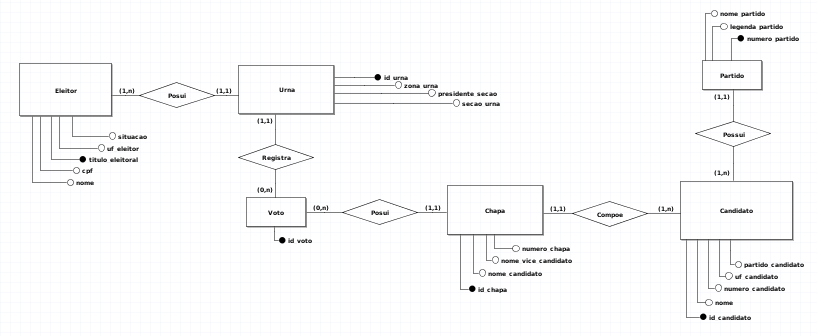 nome partido
legenda partido
numero partido
Partido
(1,1)
Possui
(1,n)
Eleitor
(1,n)
Posui
(1,1)
Urna
id urna
zona urna
presidente secao
secao urna
situacao
uf eleitor
titulo eleitoral
cpf
nome
(1,1)
Registra
(0,n)
Voto
id voto
(0,n)
Posui
(1,1)
Chapa
numero chapa
nome vice candidato
nome candidato
id chapa
(1,1)
Compoe
(1,n)
Candidato
partido candidato
uf candidato
numero candidato
nome
id candidato